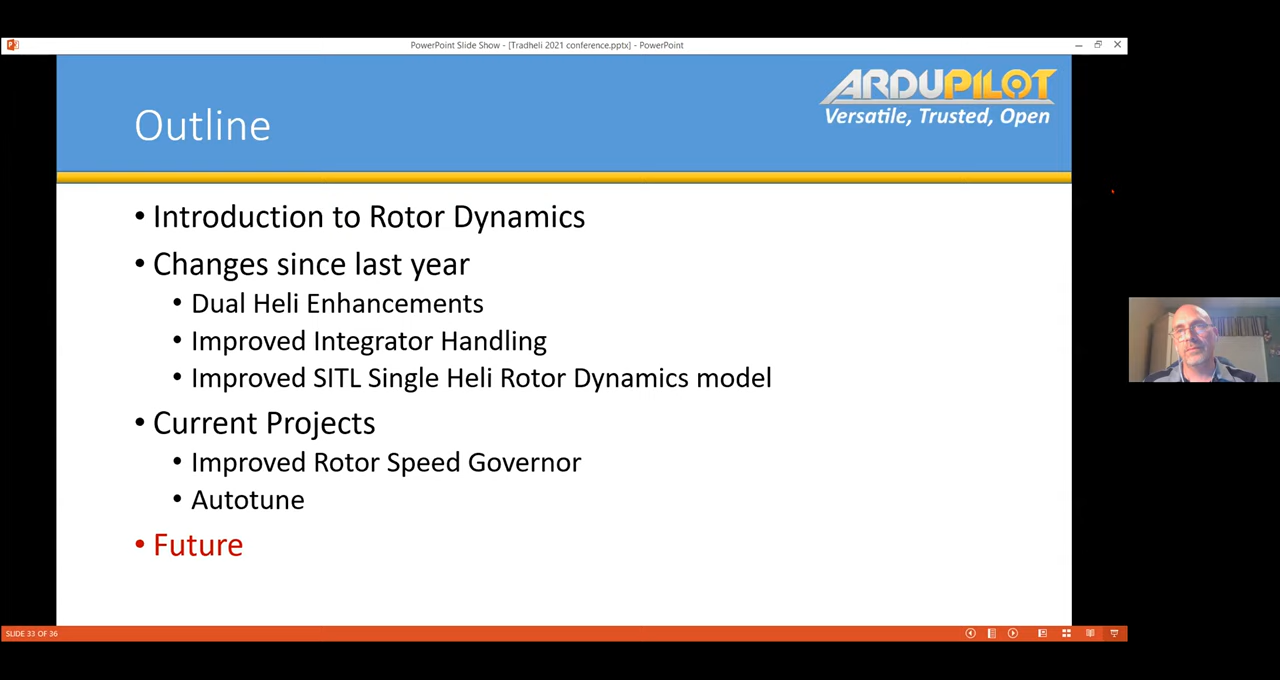 PowerPoint Slide Show - [Tradheli 2021 conference.pptx] - PowerPoint
ARDUPILOT
Versatile, Trusted, Open
Outline
• Introduction to Rotor Dynamics
• Changes since last year
• Dual Heli Enhancements
• Improved Integrator Handling
• Improved SITL Single Heli Rotor Dynamics model
• Current Projects
• Improved Rotor Speed Governor
• Autotune
• Future
SLIDE 33 OF 36